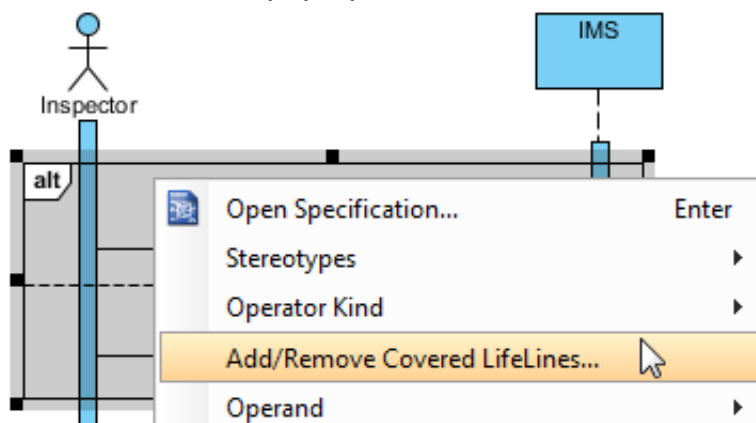 IMS
Inspector
alt
Open Specification... Enter
Stereotypes
Operator Kind
Add/Remove Covered LifeLines...
Operand